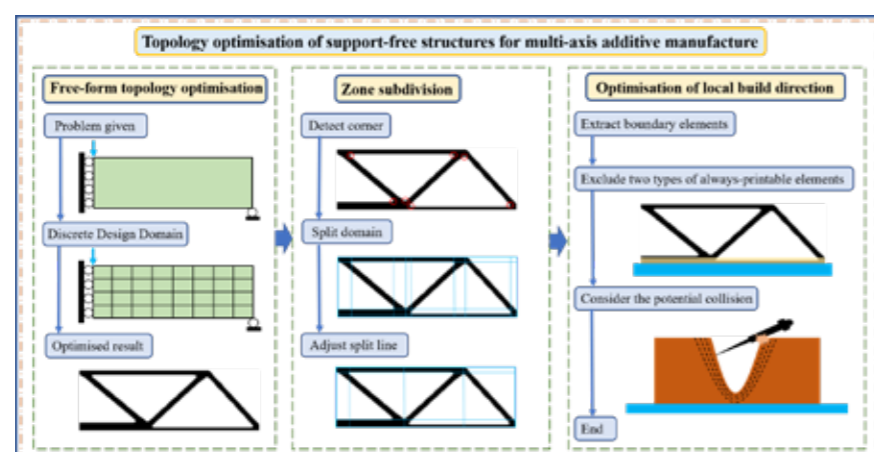 Topology optimisation of support-free structures for multi-axis additive manufacture
Free-form topology optimisation
Problem given
Discrete Design Domain
Optimised result
Zone subdivision
Detect corner
Split domain
Adjust split line
Optimisation of local build direction
Extract boundary elements
Exclude two types of always-printable elements
Consider the potential collision
End